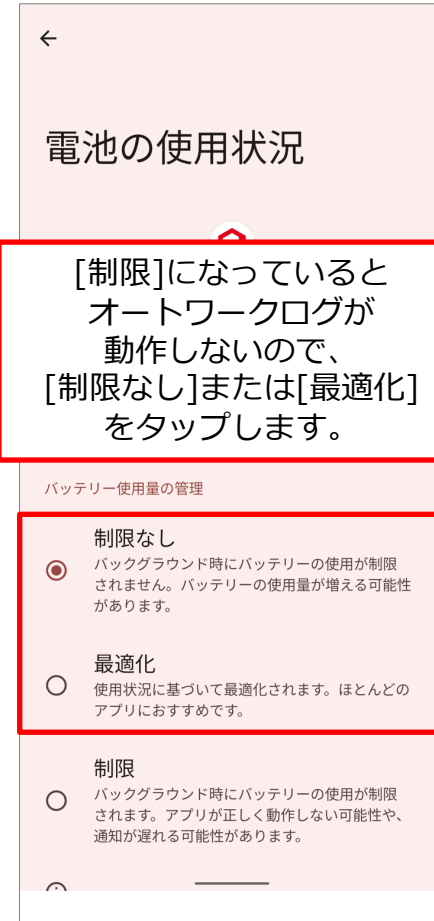 電池の使用状況
[制限]になっていると
オートワークログが
動作しないので、
[制限なし]または[最適化]
をタップします。
バッテリー使用量の管理
制限なし
バックグラウンド時にバッテリーの使用が制限
されません。バッテリーの使用量が増える可能性
があります。
最適化
使用状況に基づいて最適化されます。ほとんどの
アプリにおすすめです。
制限
バックグラウンド時にバッテリーの使用が制限
されます。アプリが正しく動作しない可能性や、
通知が遅れる可能性があります。